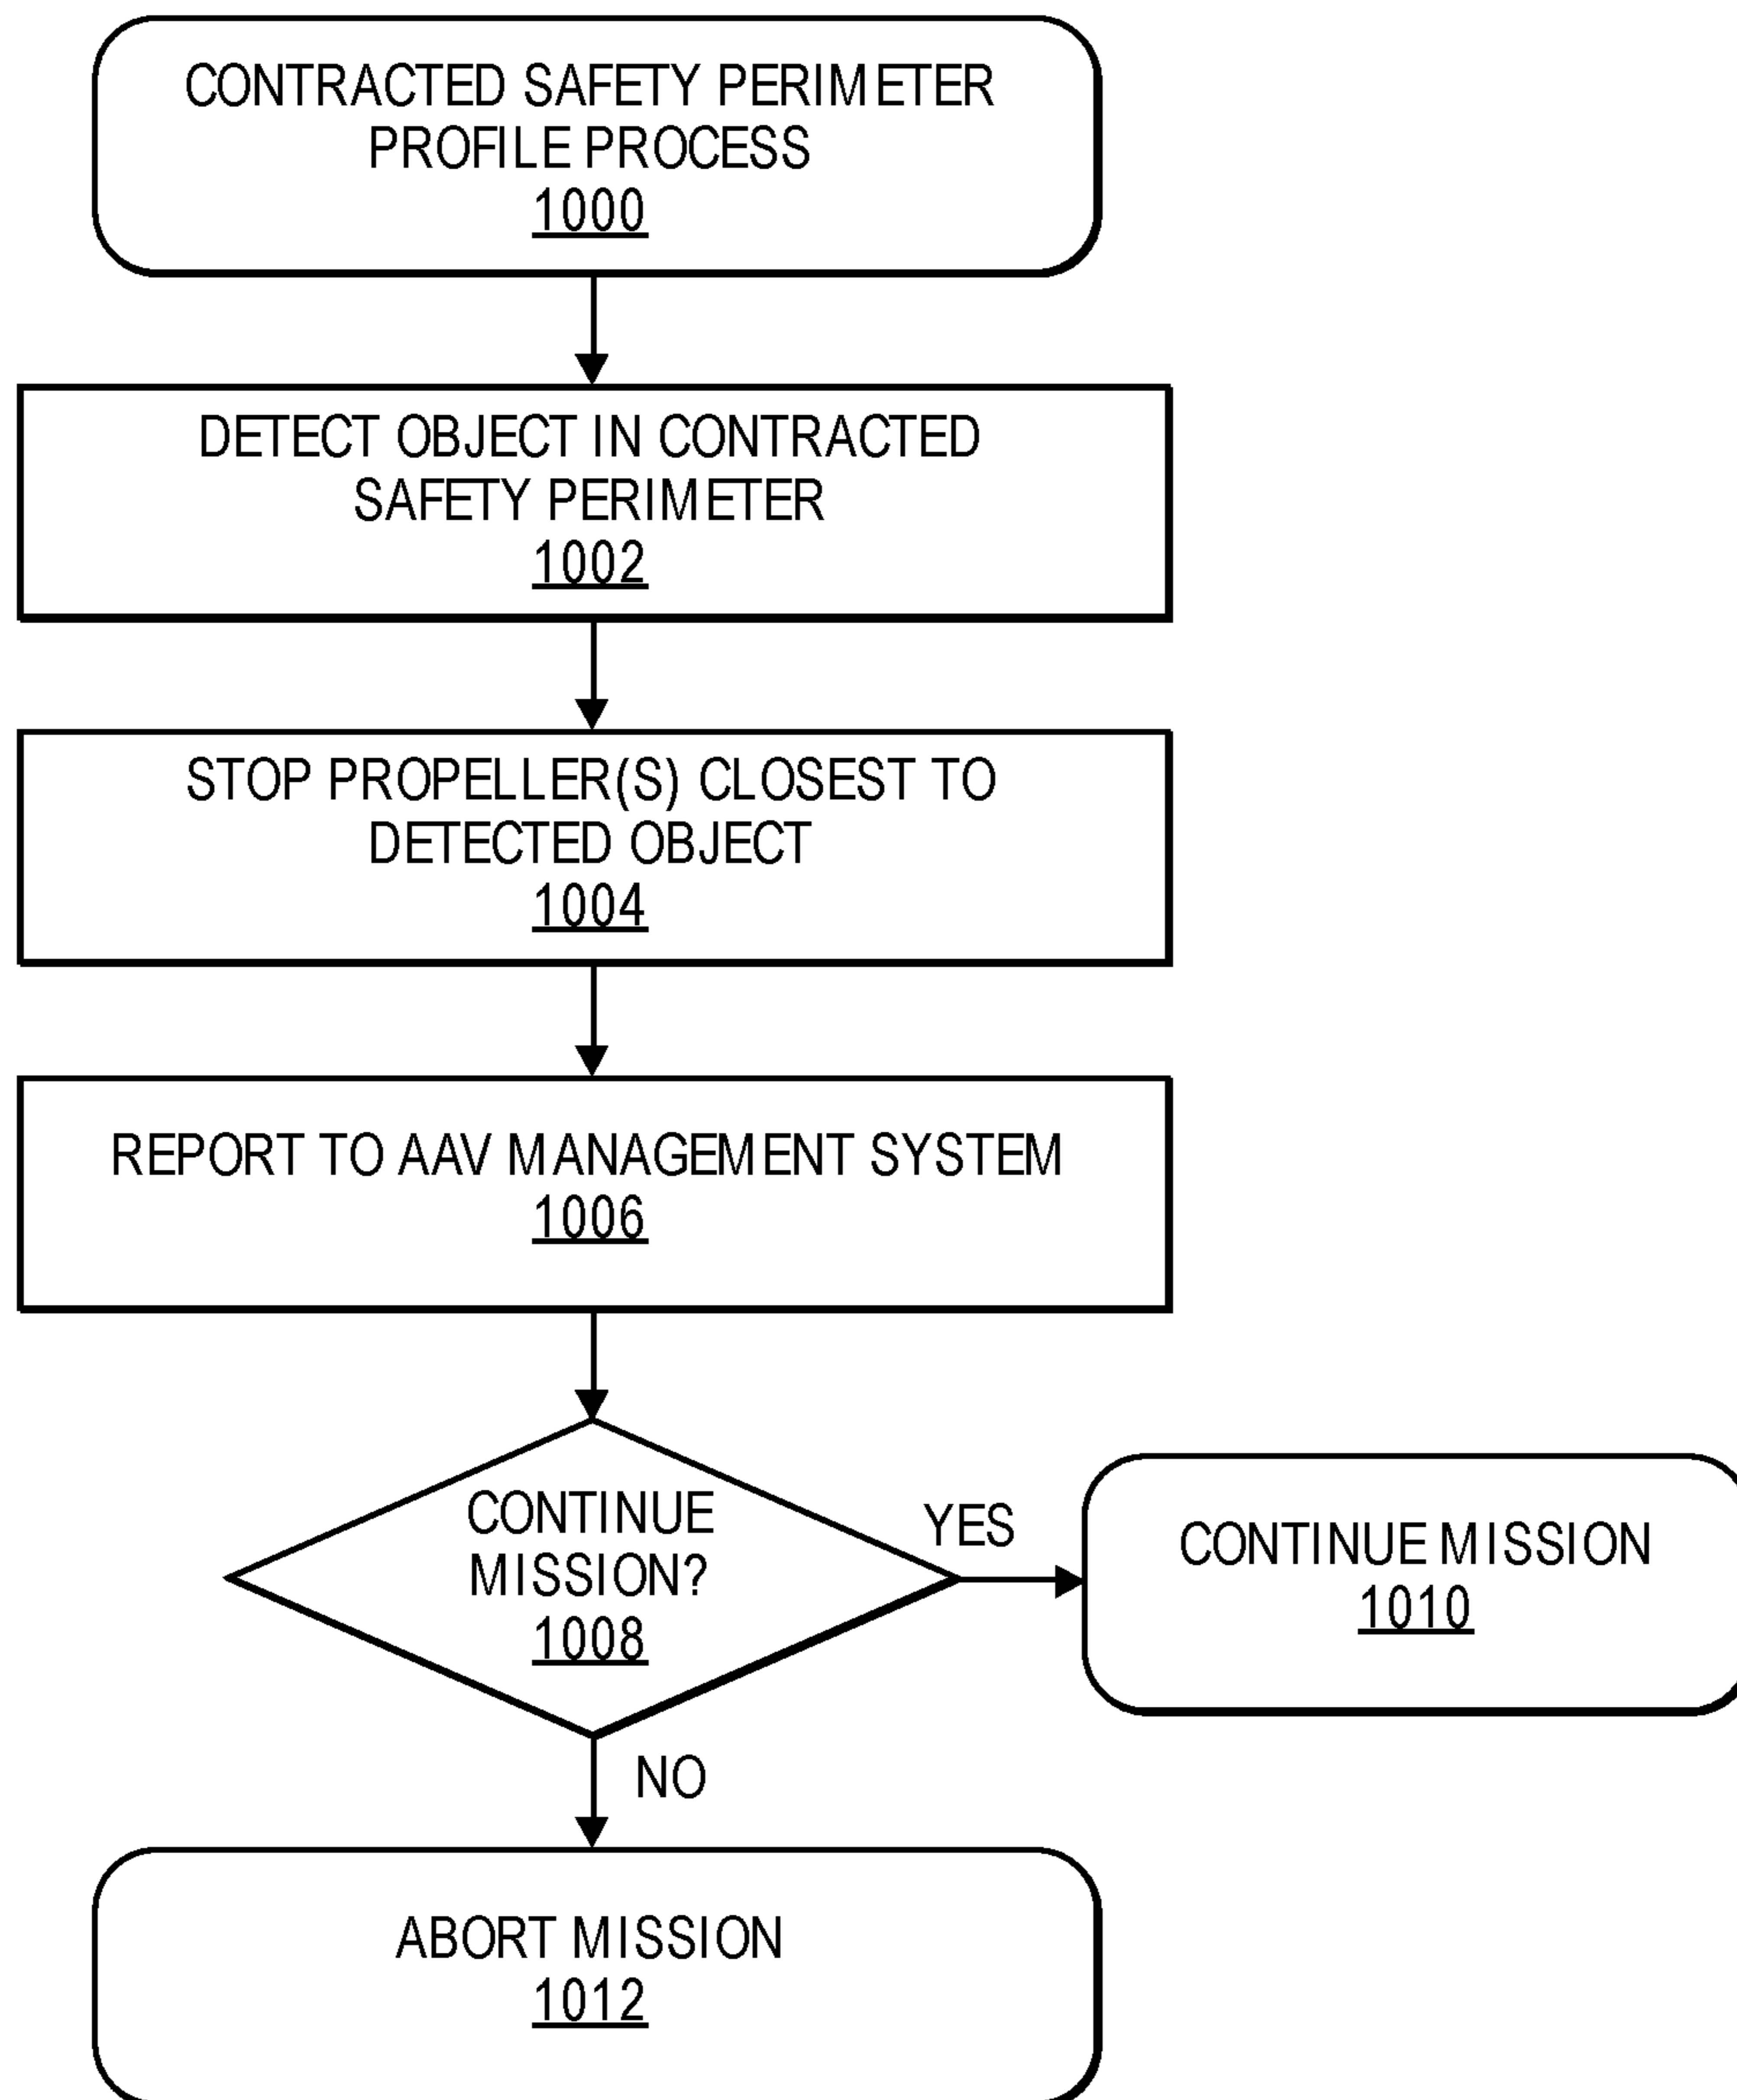 CONTRACTED SAFETY PERIMETER
PROFILE PROCESS
1000
DETECT OBJECT IN CONTRACTED
SAFETY PERIMETER
1002
STOP PROPELLER(S) CLOSEST TO
DETECTED OBJECT
1004
REPORT TO AAV MANAGEMENT SYSTEM
1006
CONTINUE
MISSION?
1008
YES
CONTINUE MISSION
1010
NO
ABORT MISSION
1012